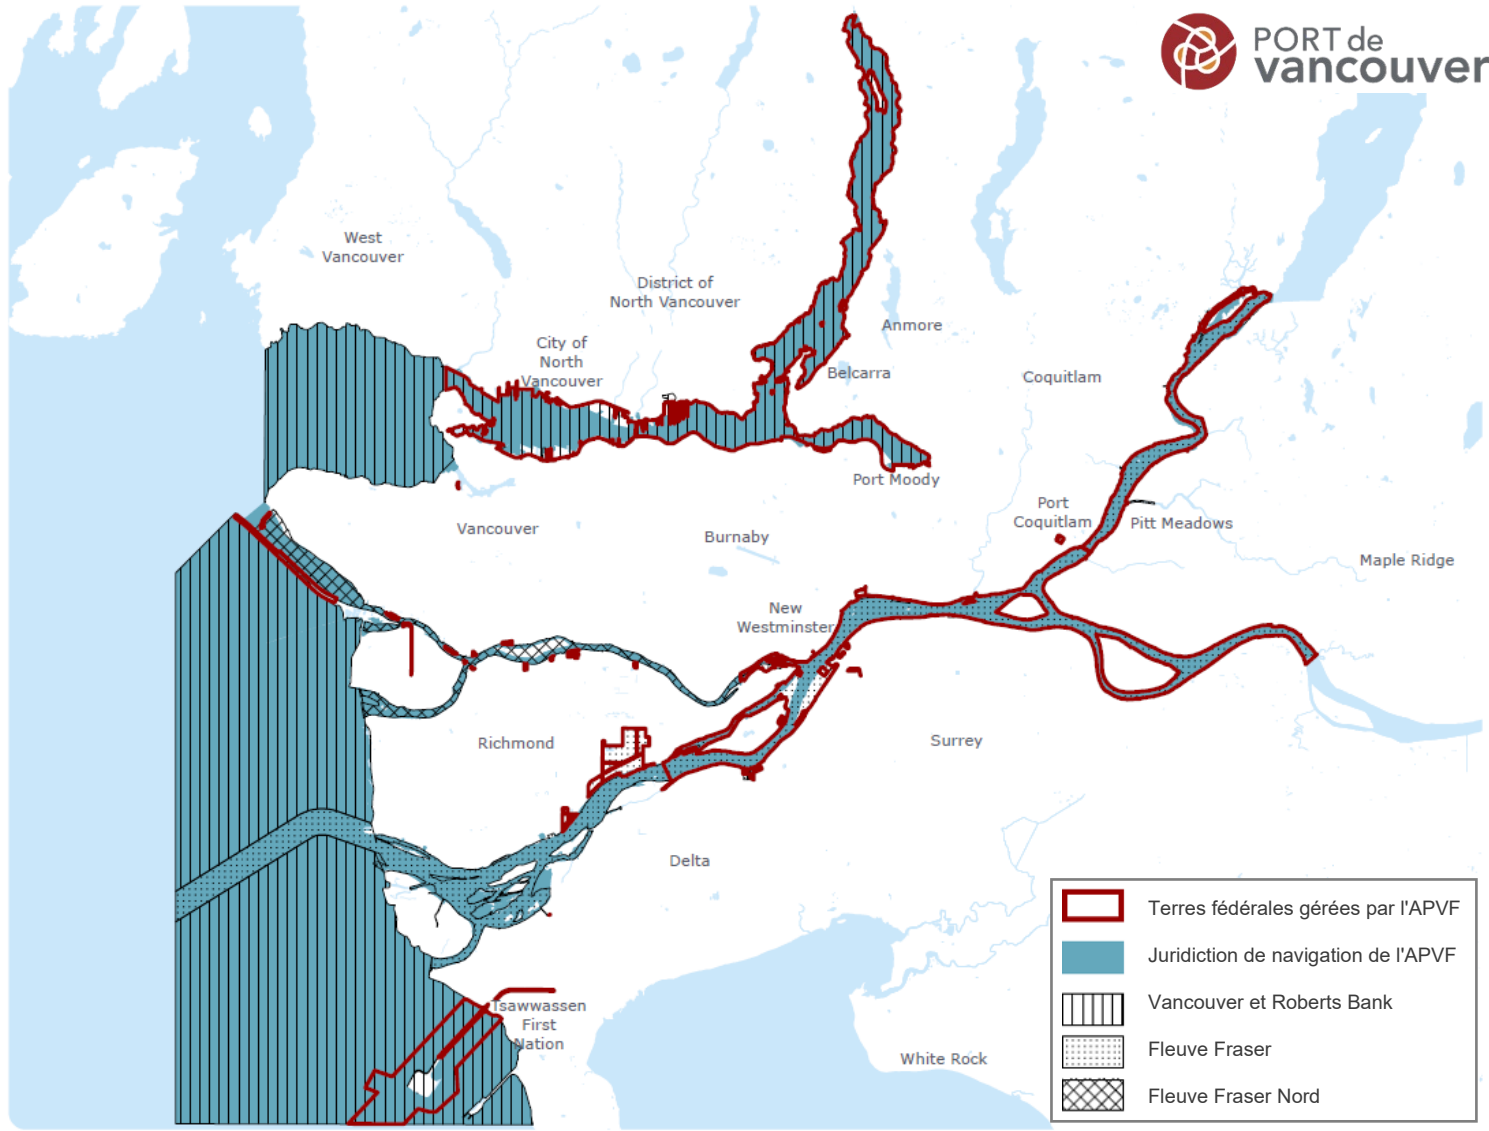 PORT de
vancouver
West
Vancouver
District of
North Vancouver
City of
North
Vancouver
Anmore
Belcarra
Coquitlam
Port Moody
Port
Coquitlam
Pitt Meadows
Vancouver
Burnaby
Maple Ridge
New
Westminster
Richmond
Surrey
Delta
Tsawwassen
First
Nation
White Rock
Terres fédérales gérées par l'APVF
Juridiction de navigation de l'APVF
Vancouver et Roberts Bank
Fleuve Fraser
Fleuve Fraser Nord